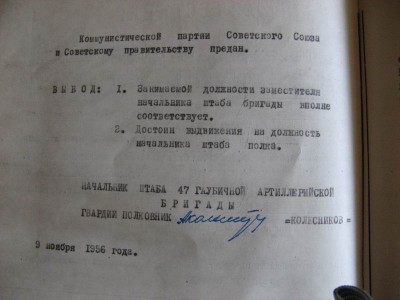 Коммунистической партии Советского Союза
и Советскому правительству предан.
ВЫВОД: 1. Занимаемой должности заместителя
начальника штаба бригады вполне
соответствует.
2. Достоин выдвижения на должность
начальника штаба полка.
НАЧАЛЬНИК ШТАБА 47 ГАУБИЧНОЙ АРТИЛЛЕРИЙСКОЙ
БРИГАДЫ
ГВАРДИИ ПОЛКОВНИК =КОЛЕСНИКОВ=
9 ноября 1956 года.